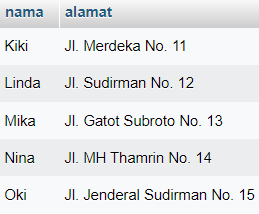 nama alamat
Kiki Jl. Merdeka No. 11
Linda Jl. Sudirman No. 12
Mika Jl. Gatot Subroto No. 13
Nina Jl. MH Thamrin No. 14
Oki Jl. Jenderal Sudirman No. 15